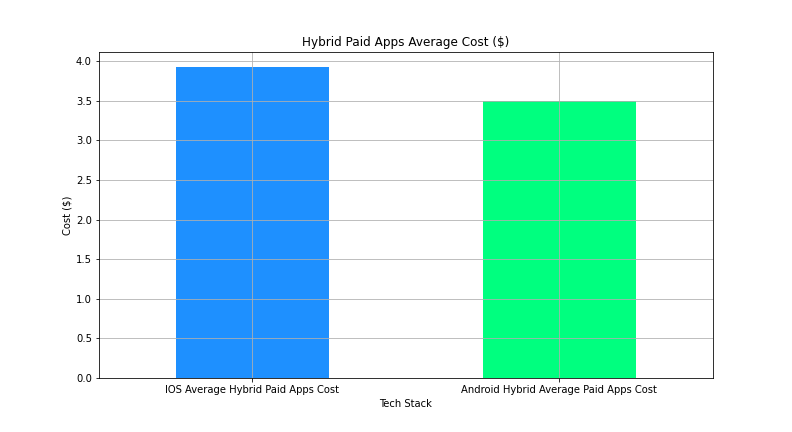 Hybrid Paid Apps Average Cost ($)
4.0
3.5
3.0
2.5
2.0
1.5
1.0
0.5
0.0
Cost ($)
IOS Average Hybrid Paid Apps Cost
Android Hybrid Average Paid Apps Cost
Tech Stack